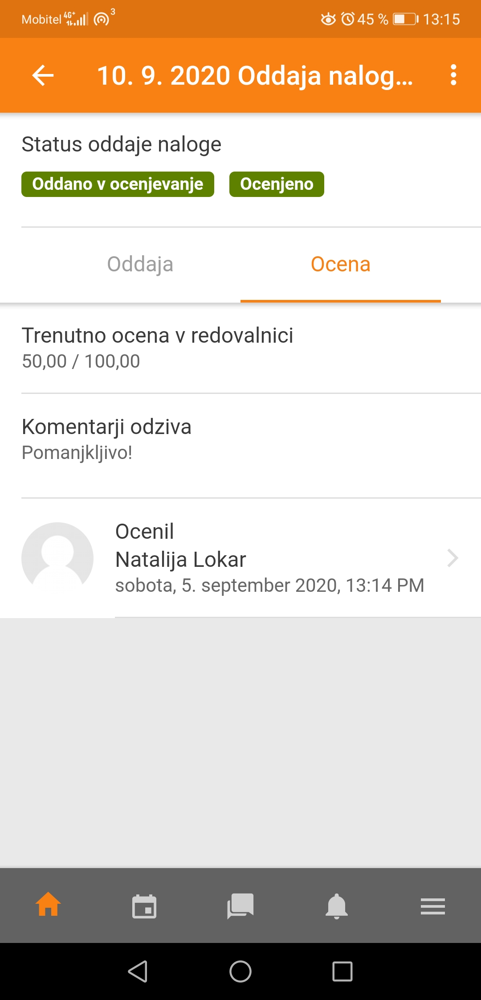 Mobitel 4G+ 3 45 % 13:15
10. 9. 2020 Oddaja nalog...
Status oddaje naloge
Oddano v ocenjevanje Ocenjeno
Oddaja Ocena
Trenutno ocena v redovalnici
50,00 / 100,00
Komentarji odziva
Pomanjkljivo!
Ocenil
Natalija Lokar
sobota, 5. september 2020, 13:14 PM